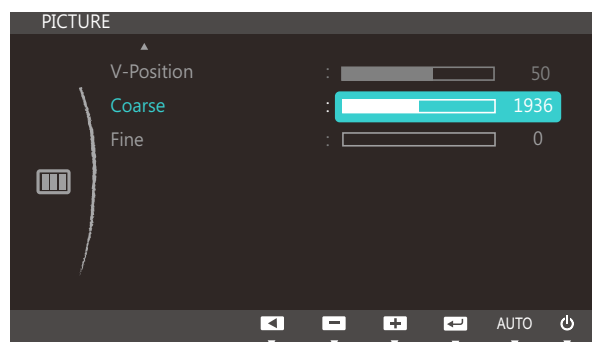 PICTURE
V-Position : 50
Coarse : 1936
Fine : 0
AUTO